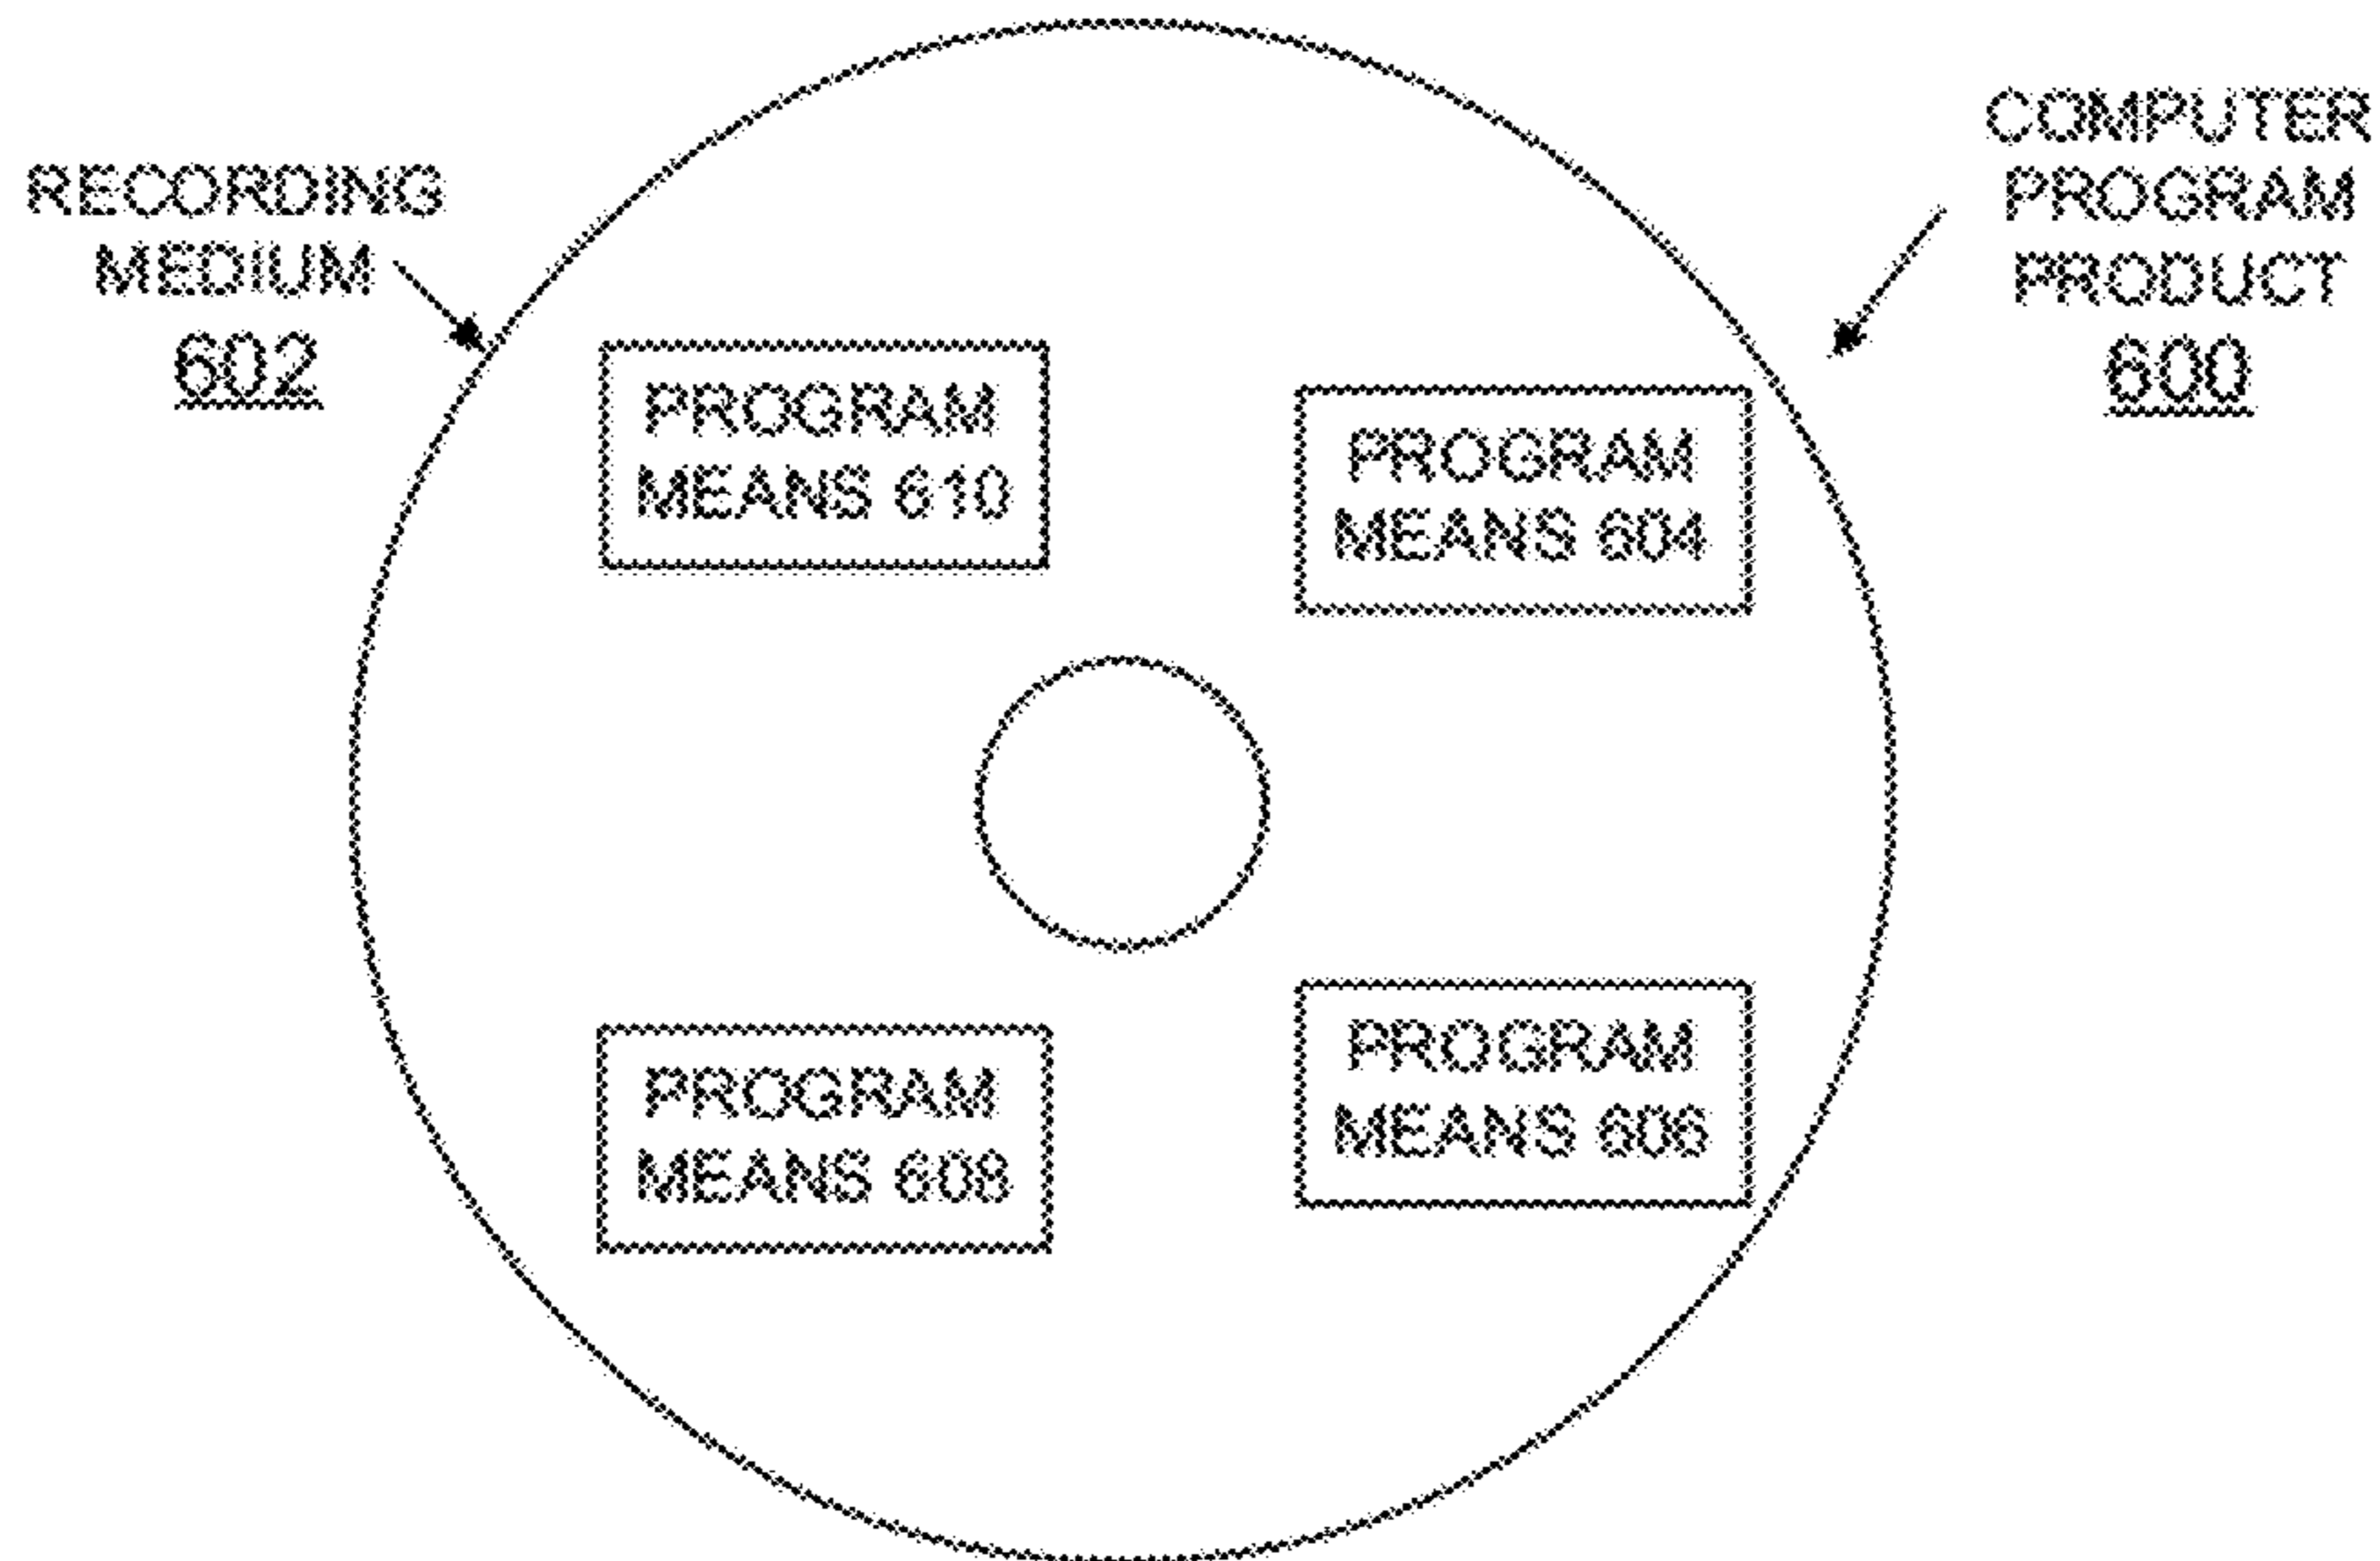 RECORDING
MEDIUM
602
COMPUTER
PROGRAM
PRODUCT
600
PROGRAM
MEANS 610
PROGRAM
MEANS 604
PROGRAM
MEANS 608
PROGRAM
MEANS 606